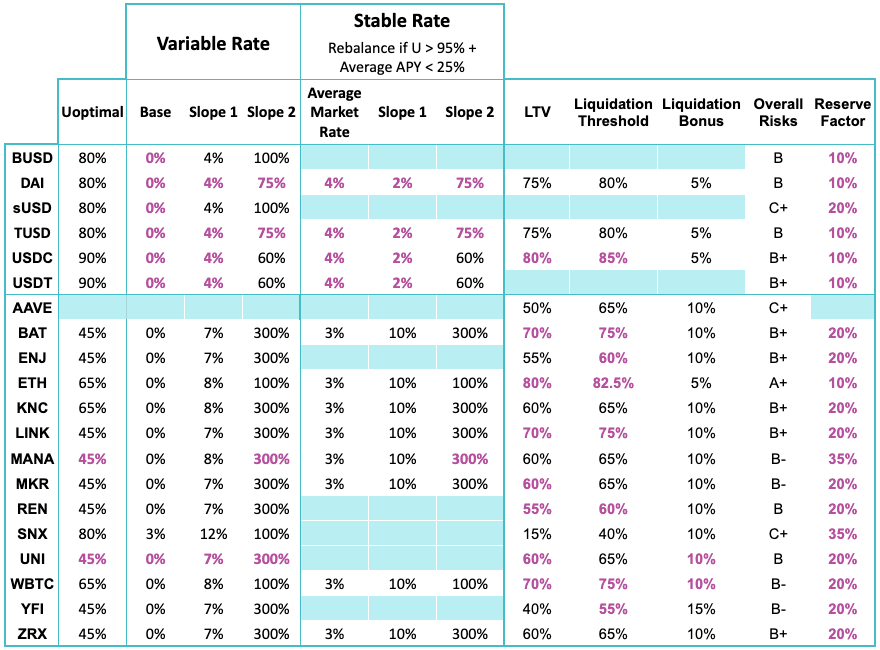 Variable Rate
Stable Rate
Rebalance if U > 95% +
Average APY < 25%
Uoptimal Base Slope 1 Slope 2 Average Market Rate Slope 1 Slope 2 LTV Liquidation Threshold Liquidation Bonus Overall Risks Reserve Factor
BUSD 80% 0% 4% 100% B 10%
DAI 80% 0% 4% 75% 4% 2% 75% 75% 80% 5% B 10%
sUSD 80% 0% 4% 100% C+ 20%
TUSD 80% 0% 4% 75% 4% 2% 75% 75% 80% 5% B 10%
USDC 90% 0% 4% 60% 4% 2% 60% 80% 85% 5% B+ 10%
USDT 90% 0% 4% 60% 4% 2% 60% B+ 10%
AAVE 50% 65% 10% C+
BAT 45% 0% 7% 300% 3% 10% 300% 70% 75% 10% B+ 20%
ENJ 45% 0% 7% 300% 55% 60% 10% B+ 20%
ETH 65% 0% 8% 100% 3% 10% 100% 80% 82.5% 5% A+ 10%
KNC 65% 0% 8% 300% 3% 10% 300% 60% 65% 10% B+ 20%
LINK 45% 0% 7% 300% 3% 10% 300% 70% 75% 10% B+ 20%
MANA 45% 0% 8% 300% 3% 10% 300% 60% 65% 10% B- 35%
MKR 45% 0% 7% 300% 3% 10% 300% 60% 65% 10% B- 20%
REN 45% 0% 7% 300% 55% 60% 10% B 20%
SNX 80% 3% 12% 100% 15% 40% 10% C+ 35%
UNI 45% 0% 7% 300% 60% 65% 10% B 20%
WBTC 65% 0% 8% 100% 3% 10% 100% 70% 75% 10% B- 20%
YFI 45% 0% 7% 300% 40% 55% 15% B- 20%
ZRX 45% 0% 7% 300% 3% 10% 300% 60% 65% 10% B+ 20%